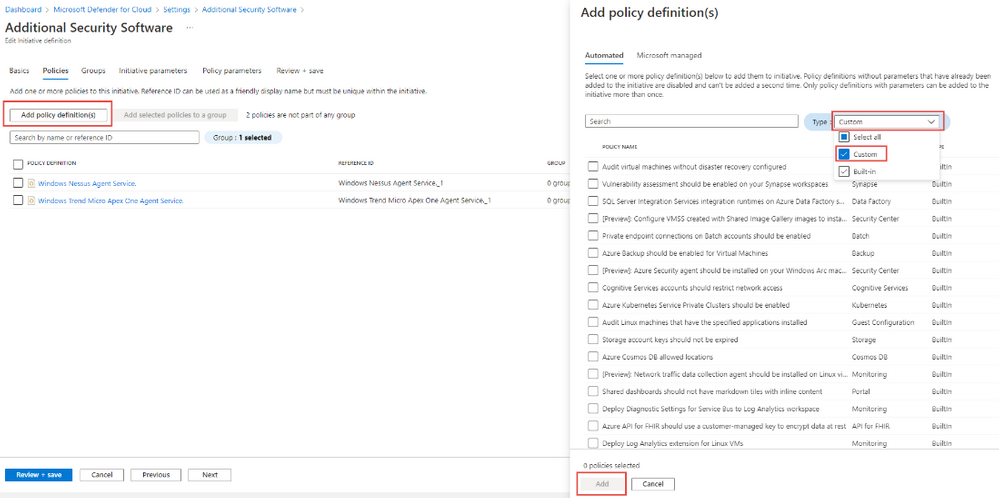 Dashboard > Microsoft Defender for Cloud > Settings > Additional Security Software >
Additional Security Software ...
Edit Initiative definition
Basics Policies Groups Initiative parameters Policy parameters Review + save
Add one or more policies to this initiative. Reference ID can be used as a friendly display name but must be unique within the initiative.
Add policy definition(s) Add selected policies to a group 2 policies are not part of any group
Search by name or reference ID Group : 1 selected
POLICY DEFINITION REFERENCE ID GROUP
Windows Nessus Agent Service. Windows Nessus Agent Service._1 0 group
Windows Trend Micro Apex One Agent Service. Windows Trend Micro Apex One Agent Service._1 0 group
Review + save Cancel Previous Next
Add policy definition(s)
Automated Microsoft managed
Select one or more policy definition(s) below to add them to initiative. Policy definitions without parameters that have already been
added to the initiative are disabled and can't be added a second time. Only policy definitions with parameters can be added to the
initiative more than once.
Search Type : Custom
Select all
Custom
Built-in
POLICY NAME
Audit virtual machines without disaster recovery configured
Vulnerability assessment should be enabled on your Synapse workspaces Synapse BuiltIn
SQL Server Integration Services integration runtimes on Azure Data Factory s... Data Factory BuiltIn
[Preview]: Configure VMSS created with Shared Image Gallery images to insta... Security Center BuiltIn
Private endpoint connections on Batch accounts should be enabled Batch BuiltIn
Azure Backup should be enabled for Virtual Machines Backup BuiltIn
[Preview]: Azure Security agent should be installed on your Windows Arc mac... Security Center BuiltIn
Cognitive Services accounts should restrict network access Cognitive Services BuiltIn
Azure Kubernetes Service Private Clusters should be enabled Kubernetes BuiltIn
Audit Linux machines that have the specified applications installed Guest Configuration BuiltIn
Storage account keys should not be expired Storage BuiltIn
Azure Cosmos DB allowed locations Cosmos DB BuiltIn
[Preview]: Network traffic data collection agent should be installed on Linux vi... Monitoring BuiltIn
Shared dashboards should not have markdown tiles with inline content Portal BuiltIn
Deploy Diagnostic Settings for Service Bus to Log Analytics workspace Monitoring BuiltIn
Azure API for FHIR should use a customer-managed key to encrypt data at rest API for FHIR BuiltIn
Deploy Log Analytics extension for Linux VMs Monitoring BuiltIn
0 policies selected
Add Cancel